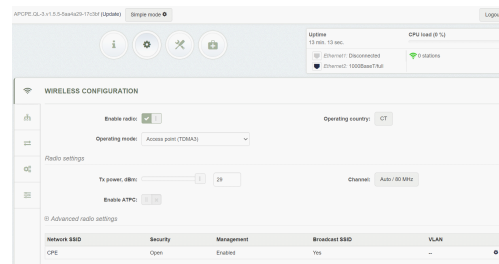 APCPE.QL-2.v1.5.5-5ea4a29-17c3bf (Update) Simple mode Logou
Uptime CPU load (0 %)
13 min. 13 sec.
Ethernet1: Disconnected 0 stations
Ethernet2: 1000BaseT/full
WIRELESS CONFIGURATION
Enable radio: Operating country: CT
Operating mode: Access point (TDMA3)
Radio settings
Tx power, dBm: 29 Channel: Auto / 80 MHz
Enable ATPC:
Advanced radio settings
Network SSID Security Management Broadcast SSID VLAN
CPE Open Enabled Yes –